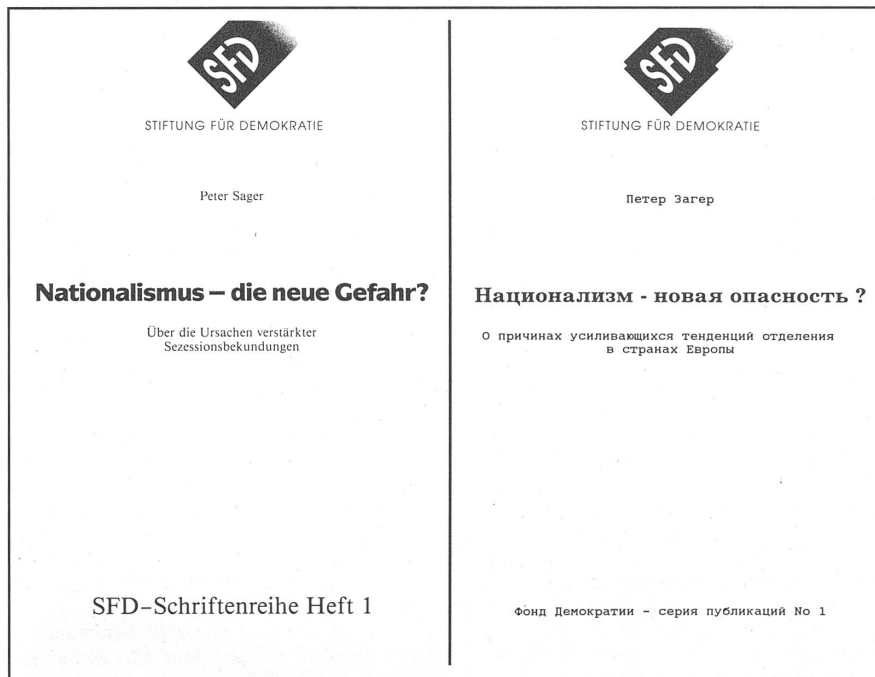 SFD
STIFTUNG FÜR DEMOKRATIE
Peter Sager
Nationalismus – die neue Gefahr?
Über die Ursachen verstärkter
Sezessionsbekundungen
SFD–Schriftenreihe Heft 1
SFD
STIFTUNG FÜR DEMOKRATIE
Петер Загер
Национализм - новая опасность ?
О причинах усиливающихся тенденций отделения
в странах Европы
Фонд Демократии - серия публикаций No 1